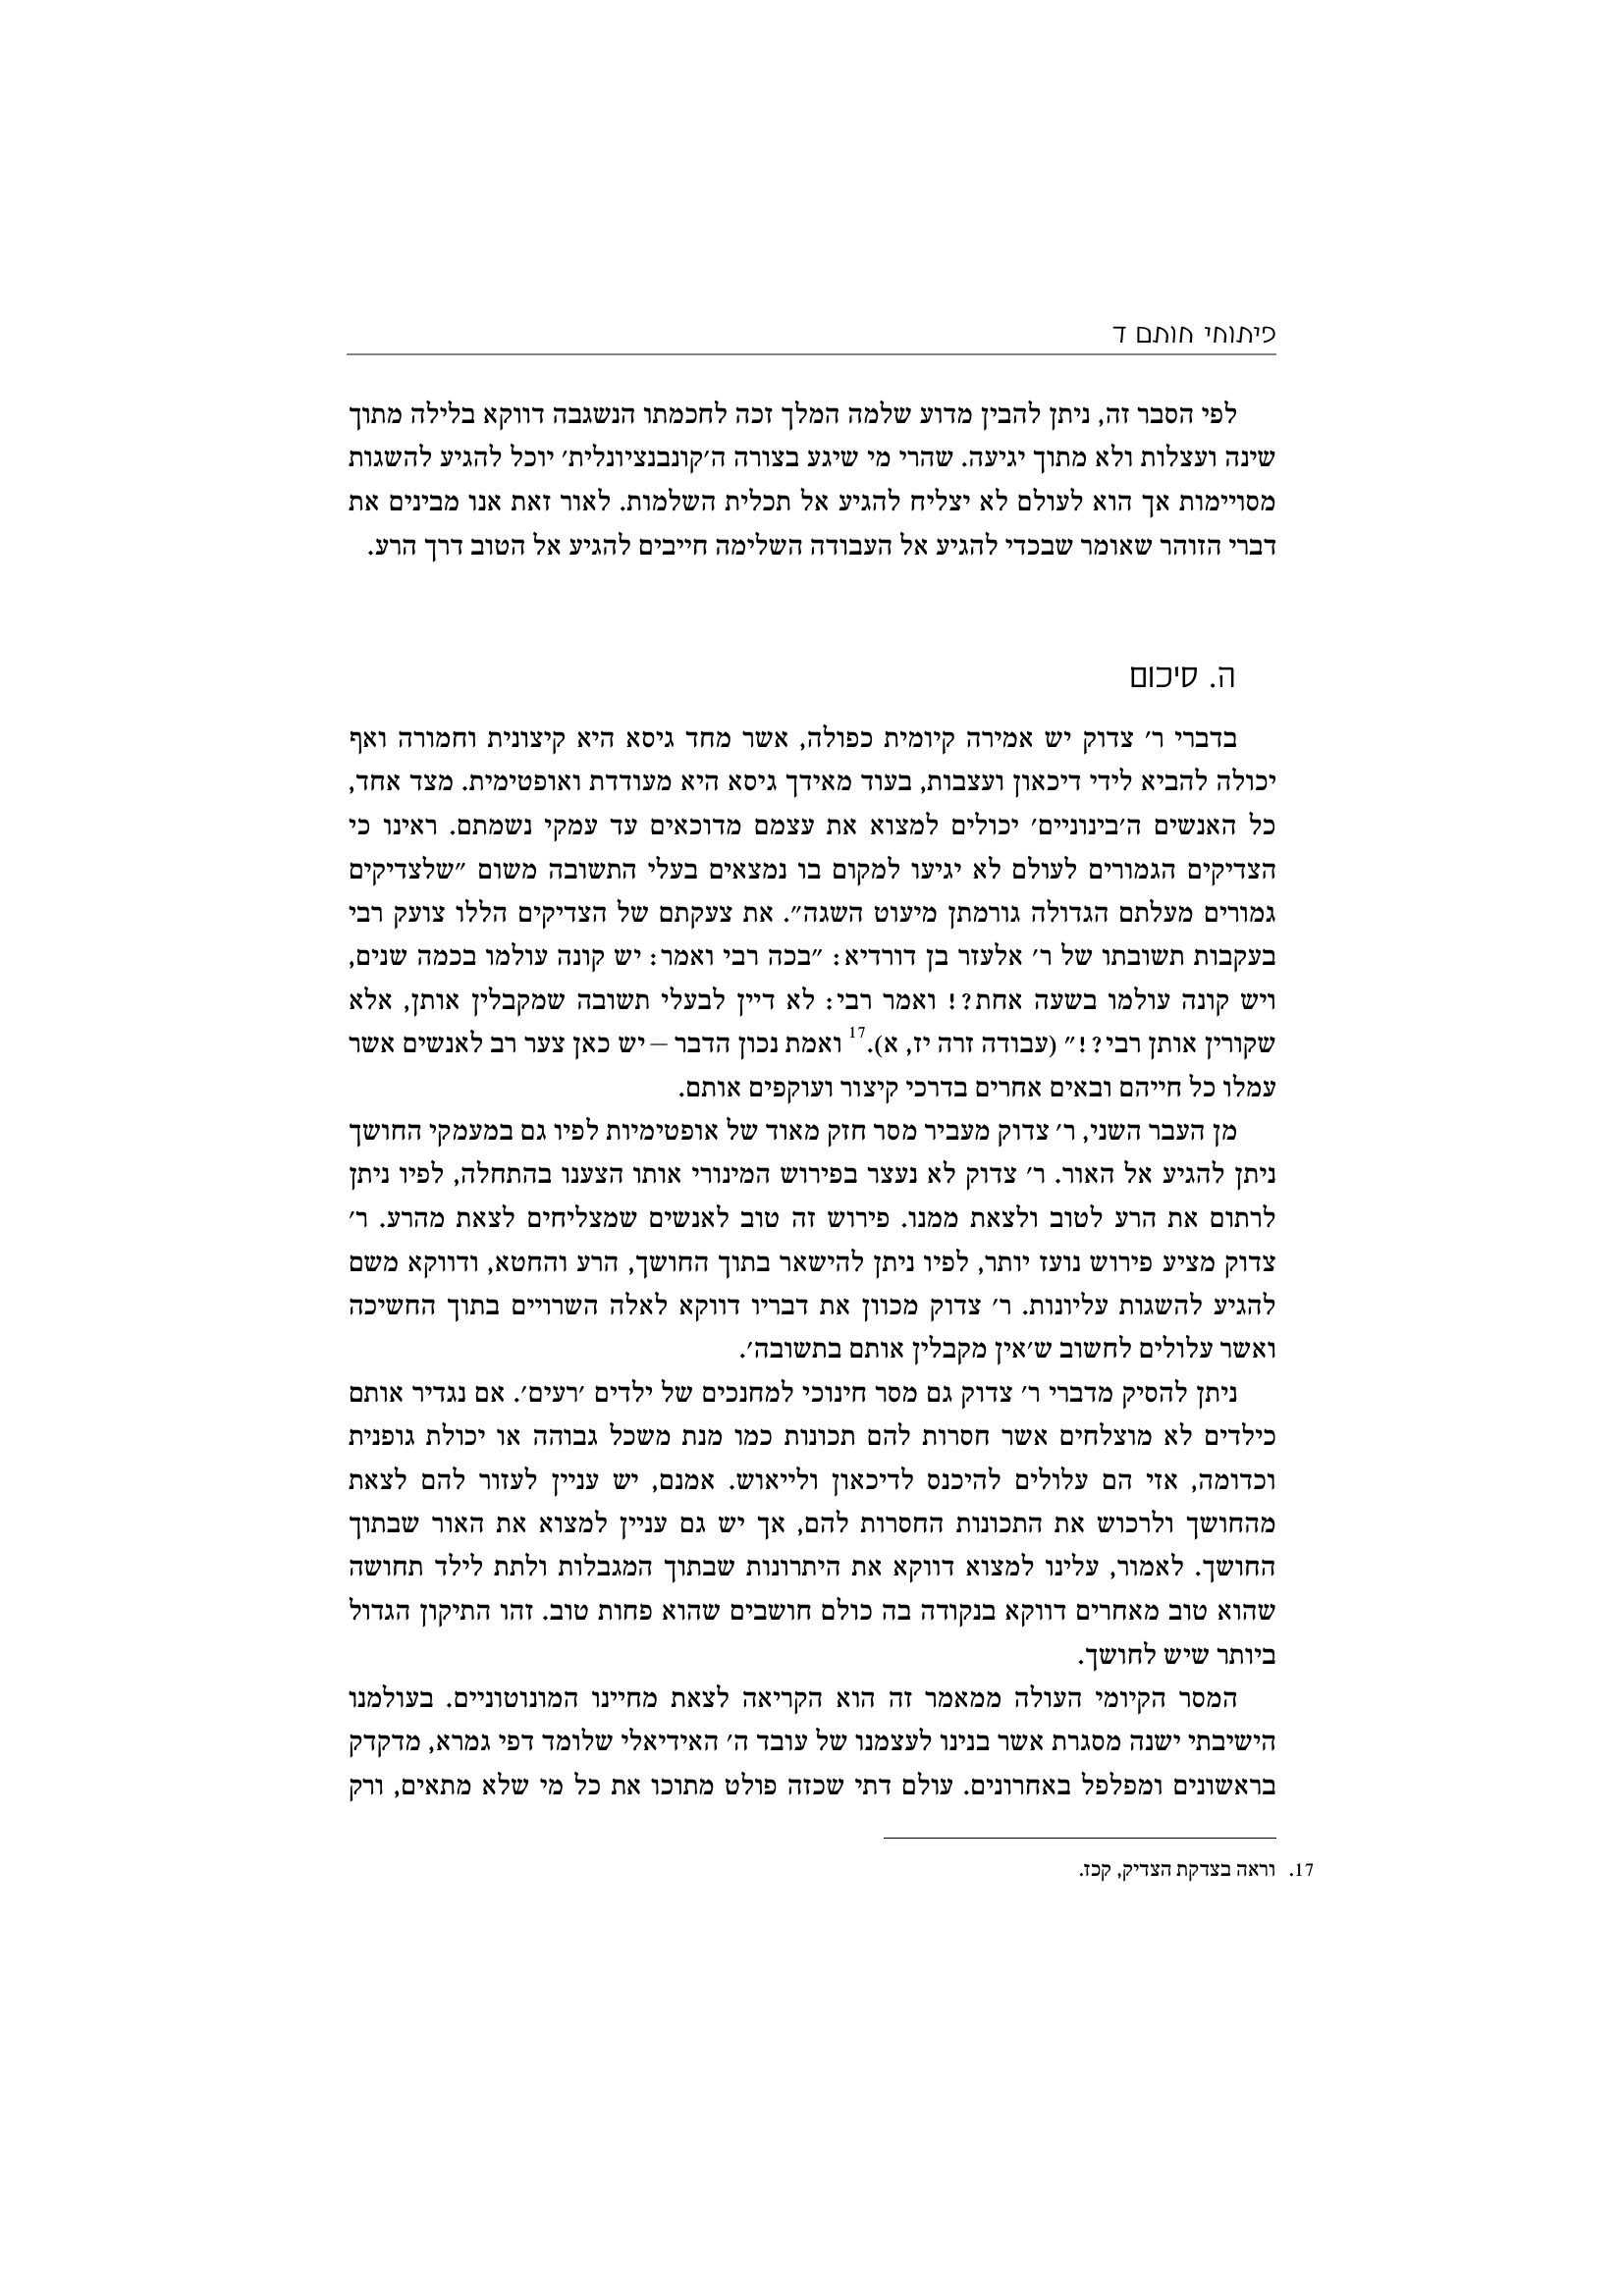 פיתוחי חותם ד
לפי הסבר זה, ניתן להבין מדוע שלמה המלך זכה לחכמתו הנשגבה דווקא בלילה מתוך
שינה ועצלות ולא מתוך יגיעה. שהרי מי שיגע בצורה ה׳קונבנציונלית׳ יוכל להגיע להשגות
מסויימות אך הוא לעולם לא יצליח להגיע אל תכלית השלמות. לאור זאת אנו מבינים את
דברי הזוהר שאומר שבכדי להגיע אל העבודה השלימה חייבים להגיע אל הטוב דרך הרע.
ה. סיכום
בדברי ר׳ צדוק יש אמירה קיומית כפולה, אשר מחד גיסא היא קיצונית וחמורה ואף
יכולה להביא לידי דיכאון ועצבות, בעוד מאידך גיסא היא מעודדת ואופטימית. מצד אחד,
כל האנשים ה׳בינוניים׳ יכולים למצוא את עצמם מדוכאים עד עמקי נשמתם. ראינו כי
הצדיקים הגמורים לעולם לא יגיעו למקום בו נמצאים בעלי התשובה משום ״שלצדיקים
גמורים מעלתם הגדולה גורמתן מיעוט השגה״. את צעקתם של הצדיקים הללו צועק רבי
בעקבות תשובתו של ר׳ אלעזר בן דורדיא: ״בכה רבי ואמר: יש קונה עולמו בכמה שנים,
ויש קונה עולמו בשעה אחת?! ואמר רבי: לא דיין לבעלי תשובה שמקבלין אותן, אלא
שקורין אותן רבי?!״ (עבודה זרה יז, א).17 ואמת נכון הדבר – יש כאן צער רב לאנשים אשר
עמלו כל חייהם ובאים אחרים בדרכי קיצור ועוקפים אותם.
מן העבר השני, ר׳ צדוק מעביר מסר חזק מאוד של אופטימיות לפיו גם במעמקי החושך
ניתן להגיע אל האור. ר׳ צדוק לא נעצר בפירוש המינורי אותו הצענו בהתחלה, לפיו ניתן
לרתום את הרע לטוב ולצאת ממנו. פירוש זה טוב לאנשים שמצליחים לצאת מהרע. ר׳
צדוק מציע פירוש נועז יותר, לפיו ניתן להישאר בתוך החושך, הרע והחטא, ודווקא משם
להגיע להשגות עליונות. ר׳ צדוק מכוון את דבריו דווקא לאלה השרויים בתוך החשיכה
ואשר עלולים לחשוב ש׳אין מקבלין אותם בתשובה׳.
ניתן להסיק מדברי ר׳ צדוק גם מסר חינוכי למחנכים של ילדים ׳רעים׳. אם נגדיר אותם
כילדים לא מוצלחים אשר חסרות להם תכונות כמו מנת משכל גבוהה או יכולת גופנית
וכדומה, אזי הם עלולים להיכנס לדיכאון ולייאוש. אמנם, יש עניין לעזור להם לצאת
מהחושך ולרכוש את התכונות החסרות להם, אך יש גם עניין למצוא את האור שבתוך
החושך. לאמור, עלינו למצוא דווקא את היתרונות שבתוך המגבלות ולתת לילד תחושה
שהוא טוב מאחרים דווקא בנקודה בה כולם חושבים שהוא פחות טוב. זהו התיקון הגדול
ביותר שיש לחושך.
המסר הקיומי העולה ממאמר זה הוא הקריאה לצאת מחיינו המונוטוניים. בעולמנו
הישיבתי ישנה מסגרת אשר בנינו לעצמנו של עובד ה׳ האידיאלי שלומד דפי גמרא, מדקדק
בראשונים ומפלפל באחרונים. עולם דתי שכזה פולט מתוכו את כל מי שלא מתאים, ורק
17. וראה בצדקת הצדיק, קכז.